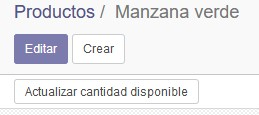 Productos / Manzana verde
Editar Crear
Actualizar cantidad disponible